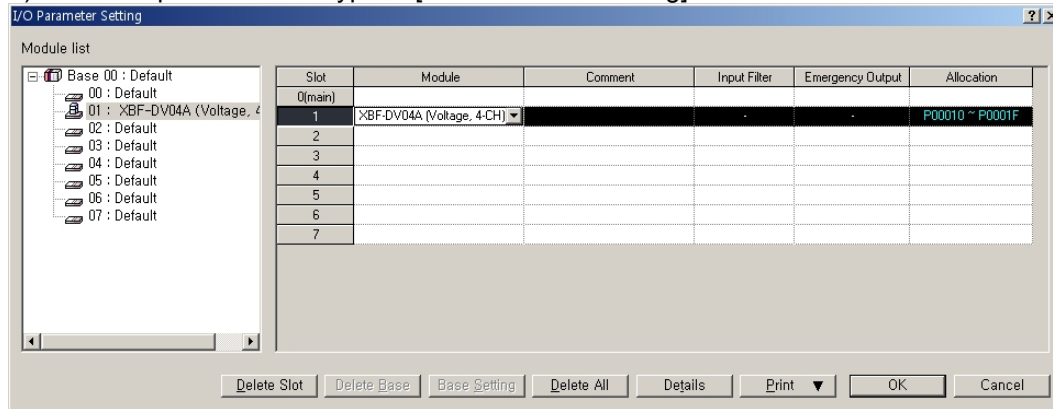 I/O Parameter Setting
Module list
Base 00 : Default
00 : Default
01 : XBF-DV04A (Voltage, 4
02 : Default
03 : Default
04 : Default
05 : Default
06 : Default
07 : Default
Slot Module Comment Input Filter Emergency Output Allocation
0(main)
1 XBF-DV04A (Voltage, 4-CH) - - P00010 ~ P0001F
2
3
4
5
6
7
Delete Slot Delete Base Base Setting Delete All Details Print ▼ OK Cancel